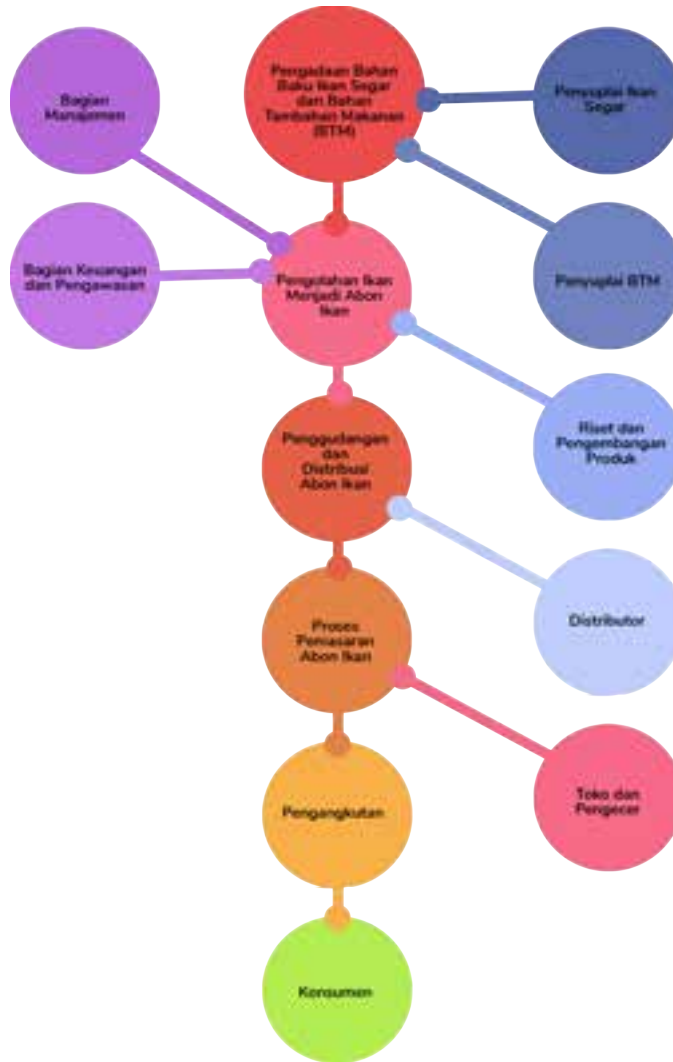 Pengadaan Bahan
Baku Ikan Segar
dan Bahan
Tambahan Makanan
(BTM)
Bagian
Manajemen
Penyuplai Ikan
Segar
Bagian Keuangan
dan Pengawasan
Pengolahan Ikan
Menjadi Abon
Ikan
Penyuplai BTM
Penggudangan
dan
Distribusi
Abon Ikan
Riset dan
Pengembangan
Produk
Proses
Pemasaran
Abon Ikan
Distributor
Pengangkutan
Toko dan
Pengecer
Konsumen